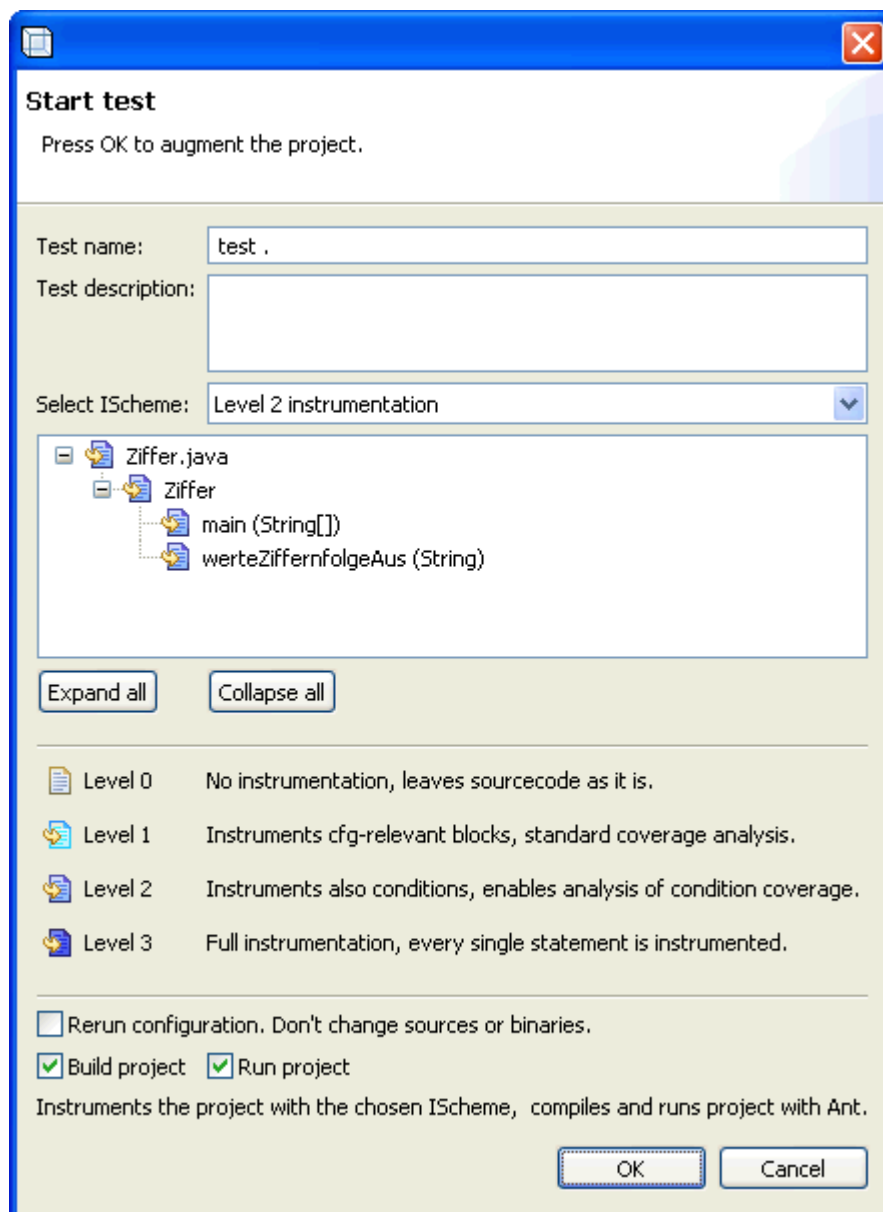 Start test
Press OK to augment the project.
Test name: test .
Test description:
Select IScheme: Level 2 instrumentation
Ziffer.java
Ziffer
main (String[])
werteZiffernfolgeAus (String)
Expand all Collapse all
Level 0 No instrumentation, leaves sourcecode as it is.
Level 1 Instruments cfg-relevant blocks, standard coverage analysis.
Level 2 Instruments also conditions, enables analysis of condition coverage.
Level 3 Full instrumentation, every single statement is instrumented.
Rerun configuration. Don't change sources or binaries.
Build project Run project
Instruments the project with the chosen IScheme, compiles and runs project with Ant.
OK Cancel